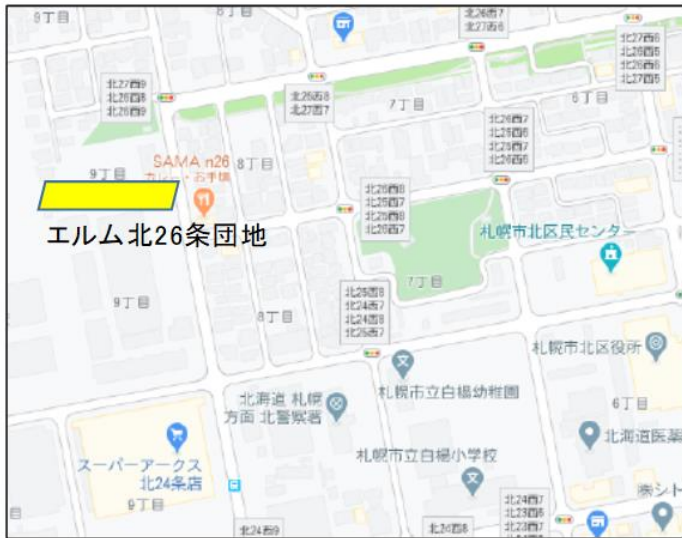 9丁目
8丁目
北26西7
北27西6
北27西6
北26西5
北26西6
北27西5
北27西9
北26西8
北26西9
北26西8
北27西7
7丁目
6丁目
北26西7
北25西6
北25西7
北26西6
9丁目
SAMA n26
カレー・お手頃
8丁目
北26西8
北25西7
北25西8
北26西7
エルム北26条団地
札幌市北区民センター
9丁目
7丁目
北25西8
北24西7
北24西8
北25西7
8丁目
札幌市北区役所
札幌市立白楊幼稚園
北海道 札幌
方面 北警察署
6丁目
北海道医薬
スーパーアークス
北24条店
札幌市立白楊小学校
9丁目
北24西7
北23西6
北23西7
㈱シト
北24西9
北24西8